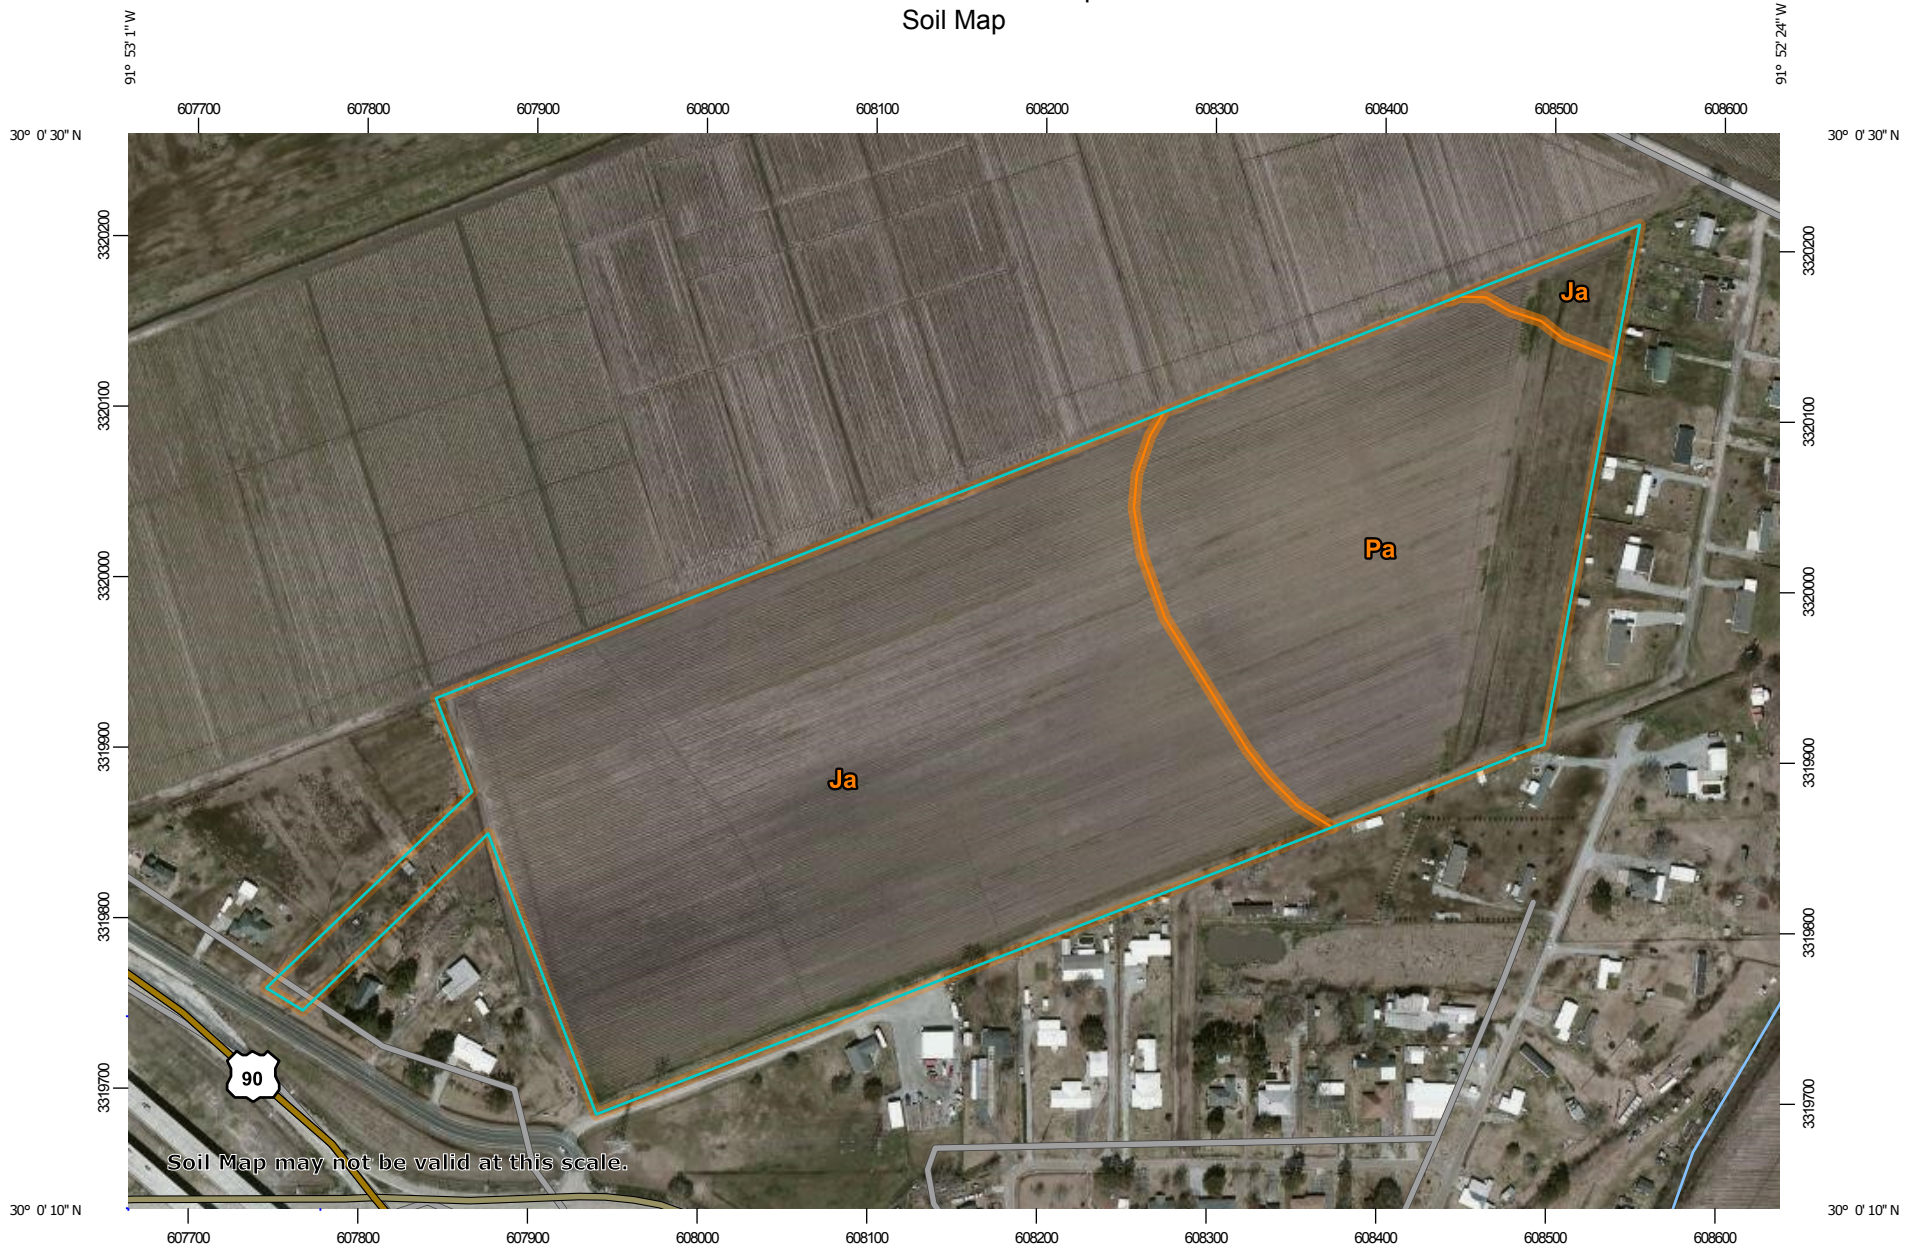 Soil Map
91° 53' 1" W
91° 52' 24" W
607700 607800 607900 608000 608100 608200 608300 608400 608500 608600
30° 0' 30" N
30° 0' 30" N
3320200
3320200
Ja
3320100
3320100
Pa
3320000
3320000
3319900
3319900
Ja
3319800
3319800
90
3319700
3319700
Soil Map may not be valid at this scale.
30° 0' 10" N
30° 0' 10" N
607700 607800 607900 608000 608100 608200 608300 608400 608500 608600